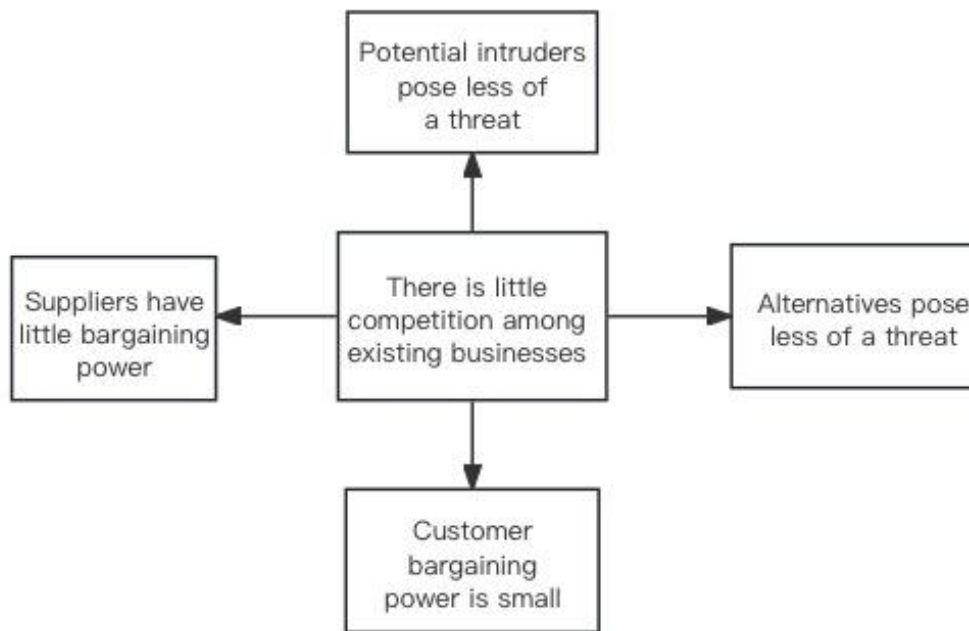 Potential intruders
pose less of
a threat
Suppliers have
little bargaining
power
There is little
competition among
existing businesses
Alternatives pose
less of a threat
Customer
bargaining
power is small